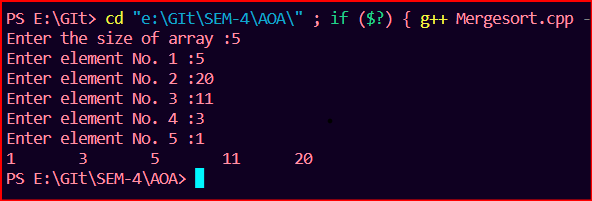 PS E:\GIt> cd "e:\GIt\SEM-4\AOA\" ; if ($?) { g++ Mergesort.cpp -
Enter the size of array :5
Enter element No. 1 :5
Enter element No. 2 :20
Enter element No. 3 :11
Enter element No. 4 :3
Enter element No. 5 :1
1 3 5 11 20
PS E:\GIt\SEM-4\AOA>